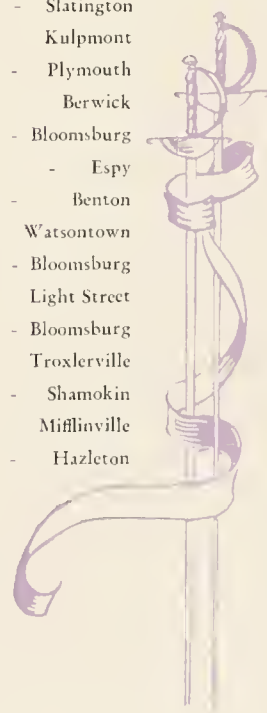 - Slatington
Kulpmont
- Plymouth
Berwick
- Bloomsburg
- Espy
- Benton
Watsontown
- Bloomsburg
Light Street
- Bloomsburg
Troxlerville
- Shamokin
Mifflinville
- Hazleton